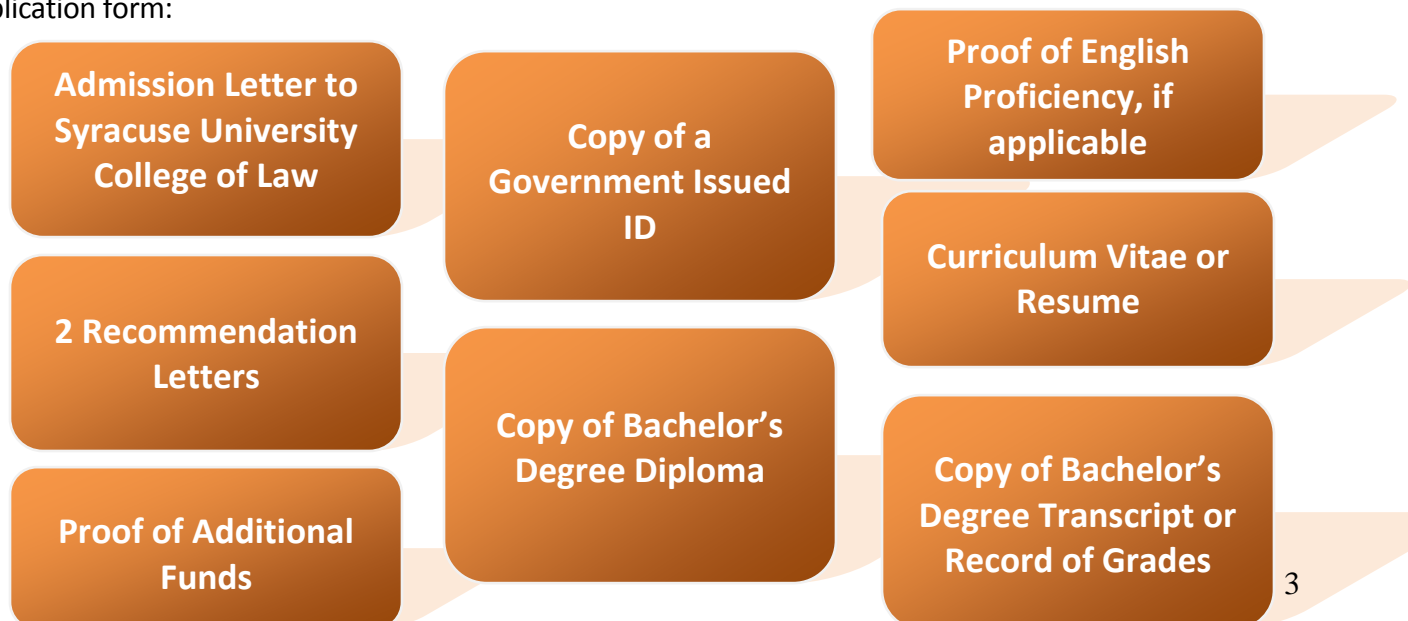 plication form:
Admission Letter to
Syracuse University
College of Law
2 Recommendation
Letters
Proof of Additional
Funds
Copy of a
Government Issued
ID
Copy of Bachelor’s
Degree Diploma
Proof of English
Proficiency, if
applicable
Curriculum Vitae or
Resume
Copy of Bachelor’s
Degree Transcript or
Record of Grades
3